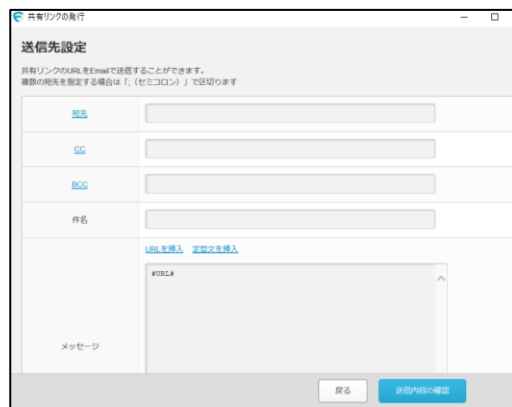 共有リンクの発行
送信先設定
共有リンクのURLをEmailで送信することができます。
複数の宛先を指定する場合は「;（セミコロン）」で区切ります
宛先
CC
BCC
件名
URLを挿入 定型文を挿入
#URL#
メッセージ
戻る 送信内容の確認